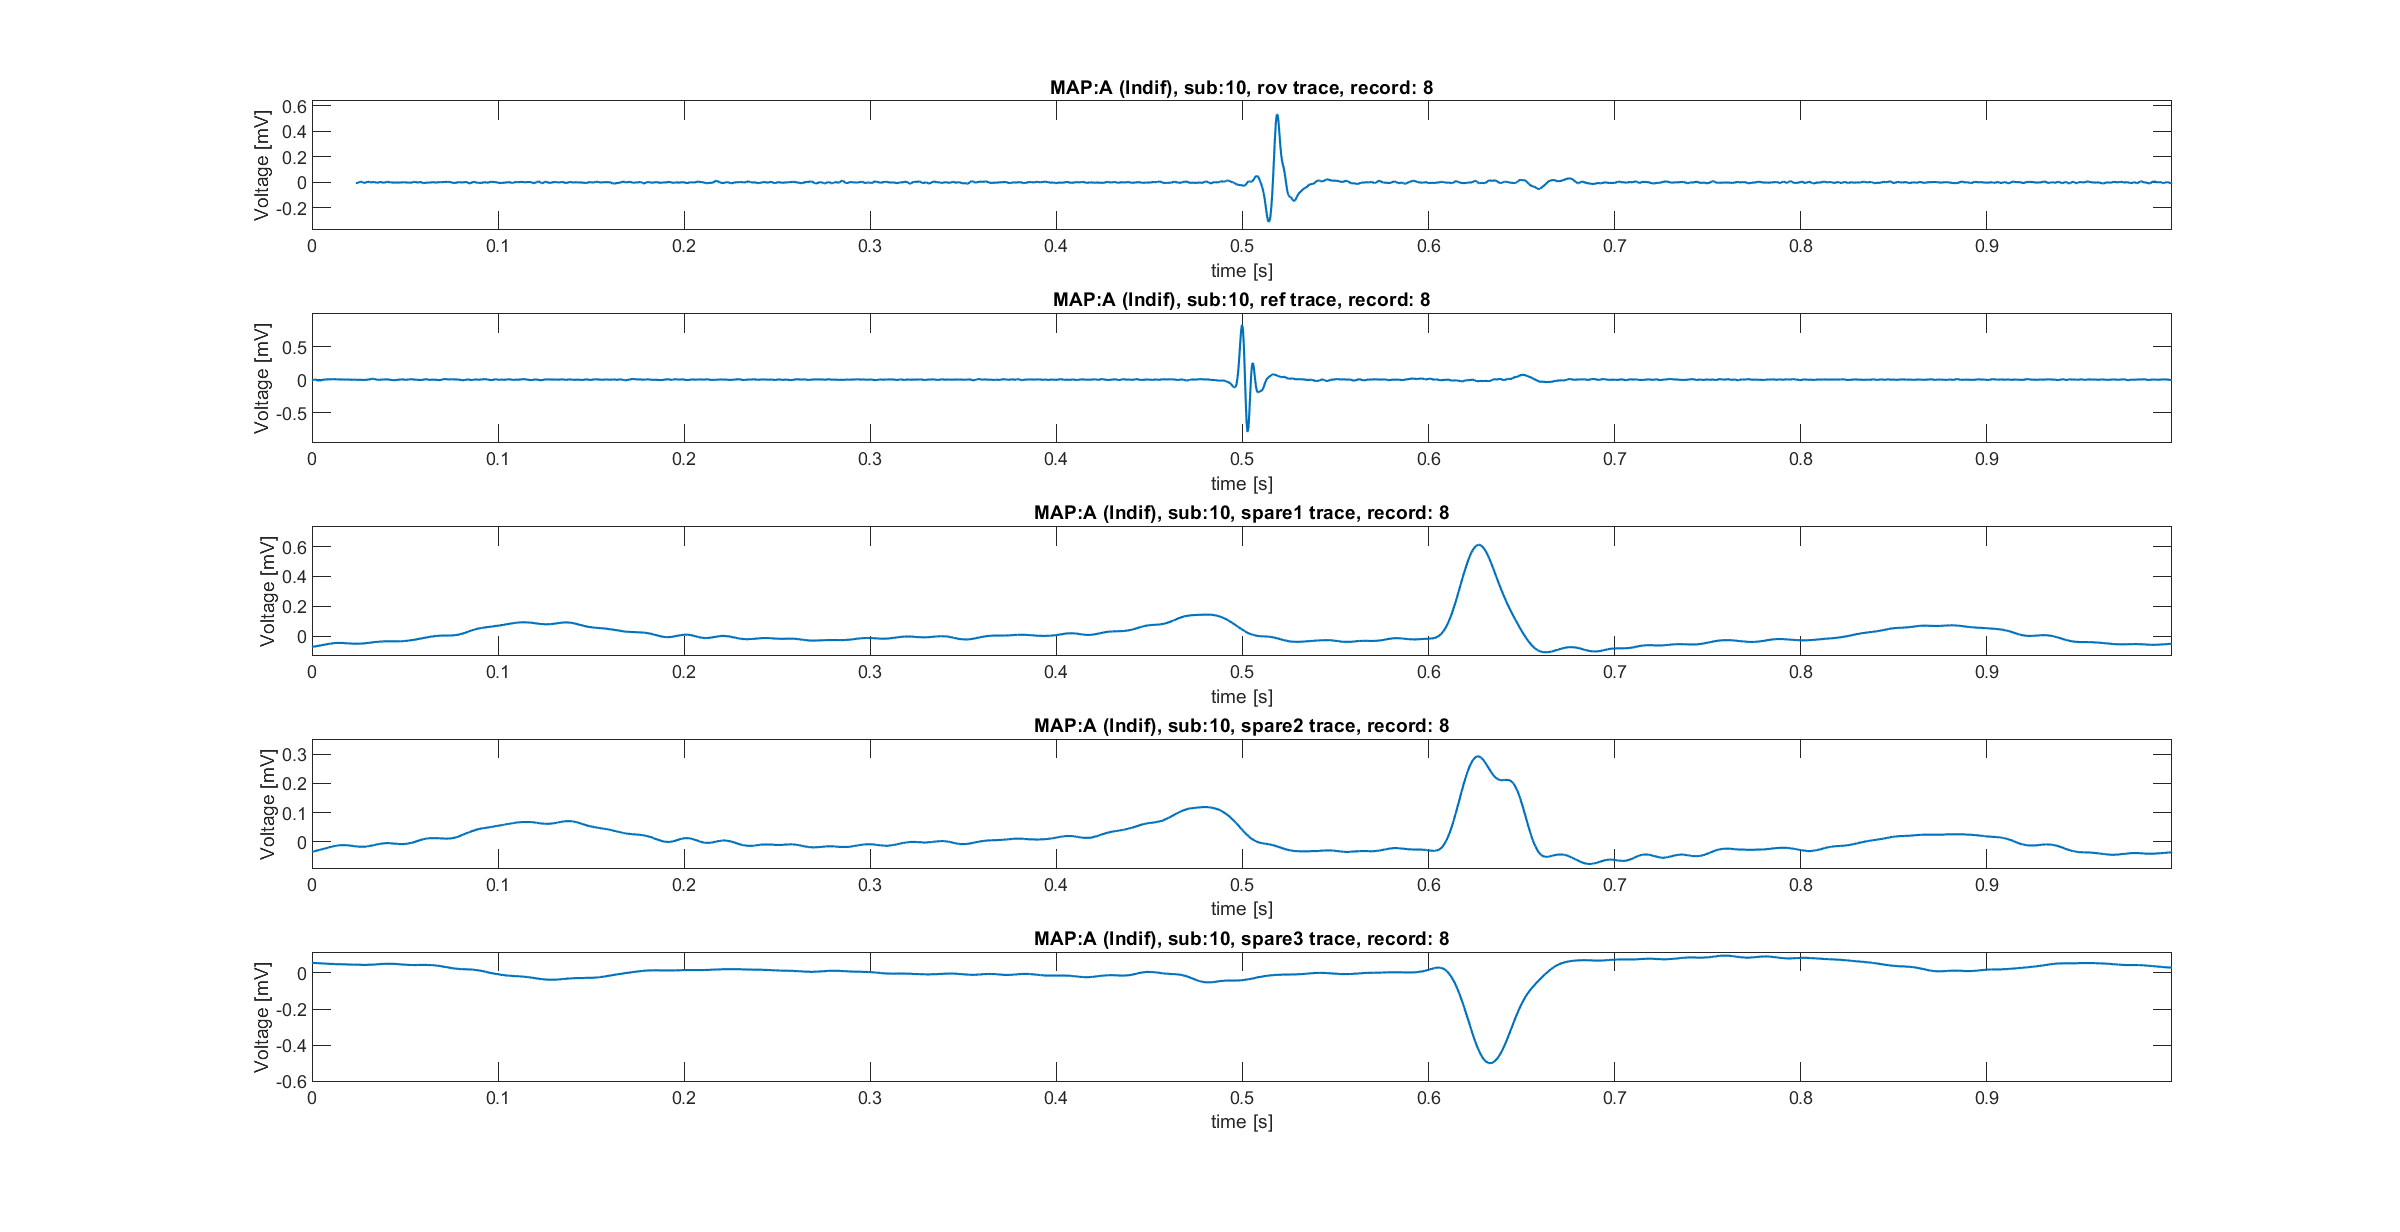 MAP:A (Indif), sub:10, rov trace, record: 8
Voltage [mV]
0.6
0.4
0.2
0
-0.2
0 0.1 0.2 0.3 0.4 0.5 0.6 0.7 0.8 0.9
time [s]
MAP:A (Indif), sub:10, ref trace, record: 8
Voltage [mV]
0.5
0
-0.5
0 0.1 0.2 0.3 0.4 0.5 0.6 0.7 0.8 0.9
time [s]
MAP:A (Indif), sub:10, spare1 trace, record: 8
Voltage [mV]
0.6
0.4
0.2
0
0 0.1 0.2 0.3 0.4 0.5 0.6 0.7 0.8 0.9
time [s]
MAP:A (Indif), sub:10, spare2 trace, record: 8
Voltage [mV]
0.3
0.2
0.1
0
0 0.1 0.2 0.3 0.4 0.5 0.6 0.7 0.8 0.9
time [s]
MAP:A (Indif), sub:10, spare3 trace, record: 8
Voltage [mV]
0
-0.2
-0.4
-0.6
0 0.1 0.2 0.3 0.4 0.5 0.6 0.7 0.8 0.9
time [s]